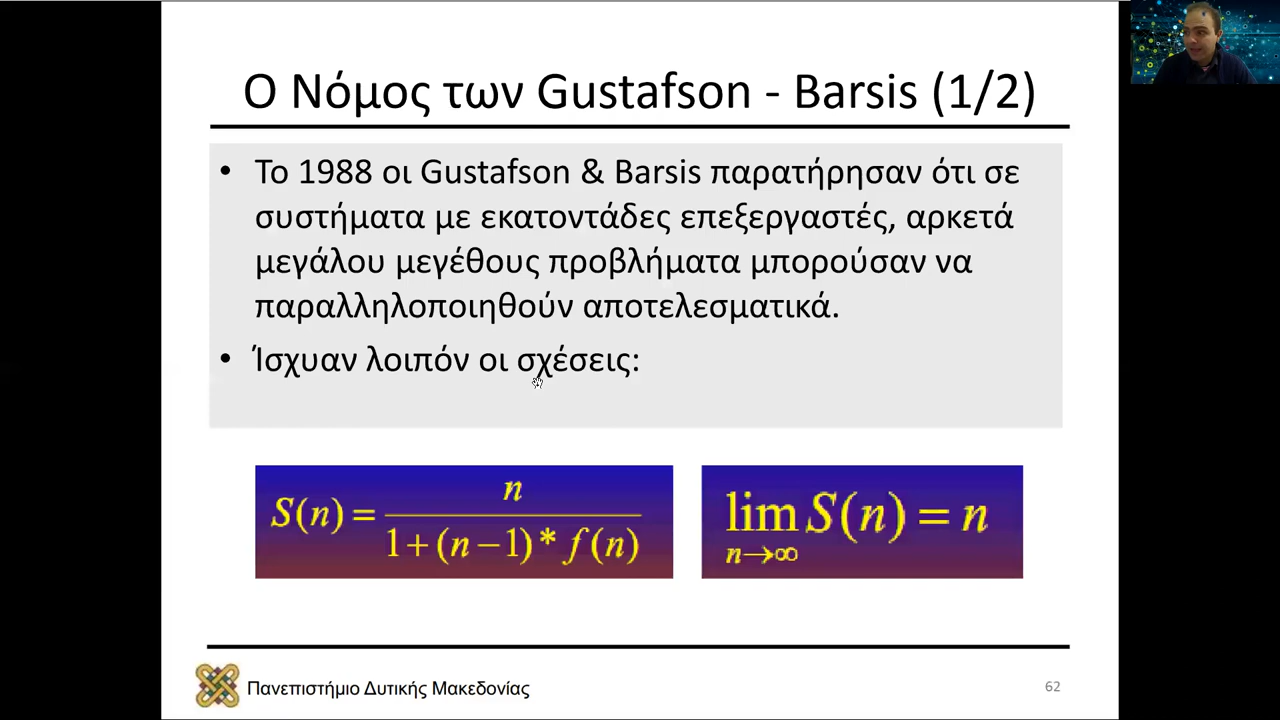 Ο Νόμος των Gustafson - Barsis (1/2)
• Το 1988 οι Gustafson & Barsis παρατήρησαν ότι σε
συστήματα με εκατοντάδες επεξεργαστές, αρκετά
μεγάλου μεγέθους προβλήματα μπορούσαν να
παραλληλοποιηθούν αποτελεσματικά.
• Ίσχυαν λοιπόν οι σχέσεις:
S(n) = n / (1+(n−1)* f(n))
lim n→∞ S(n) = n
Πανεπιστήμιο Δυτικής Μακεδονίας
62